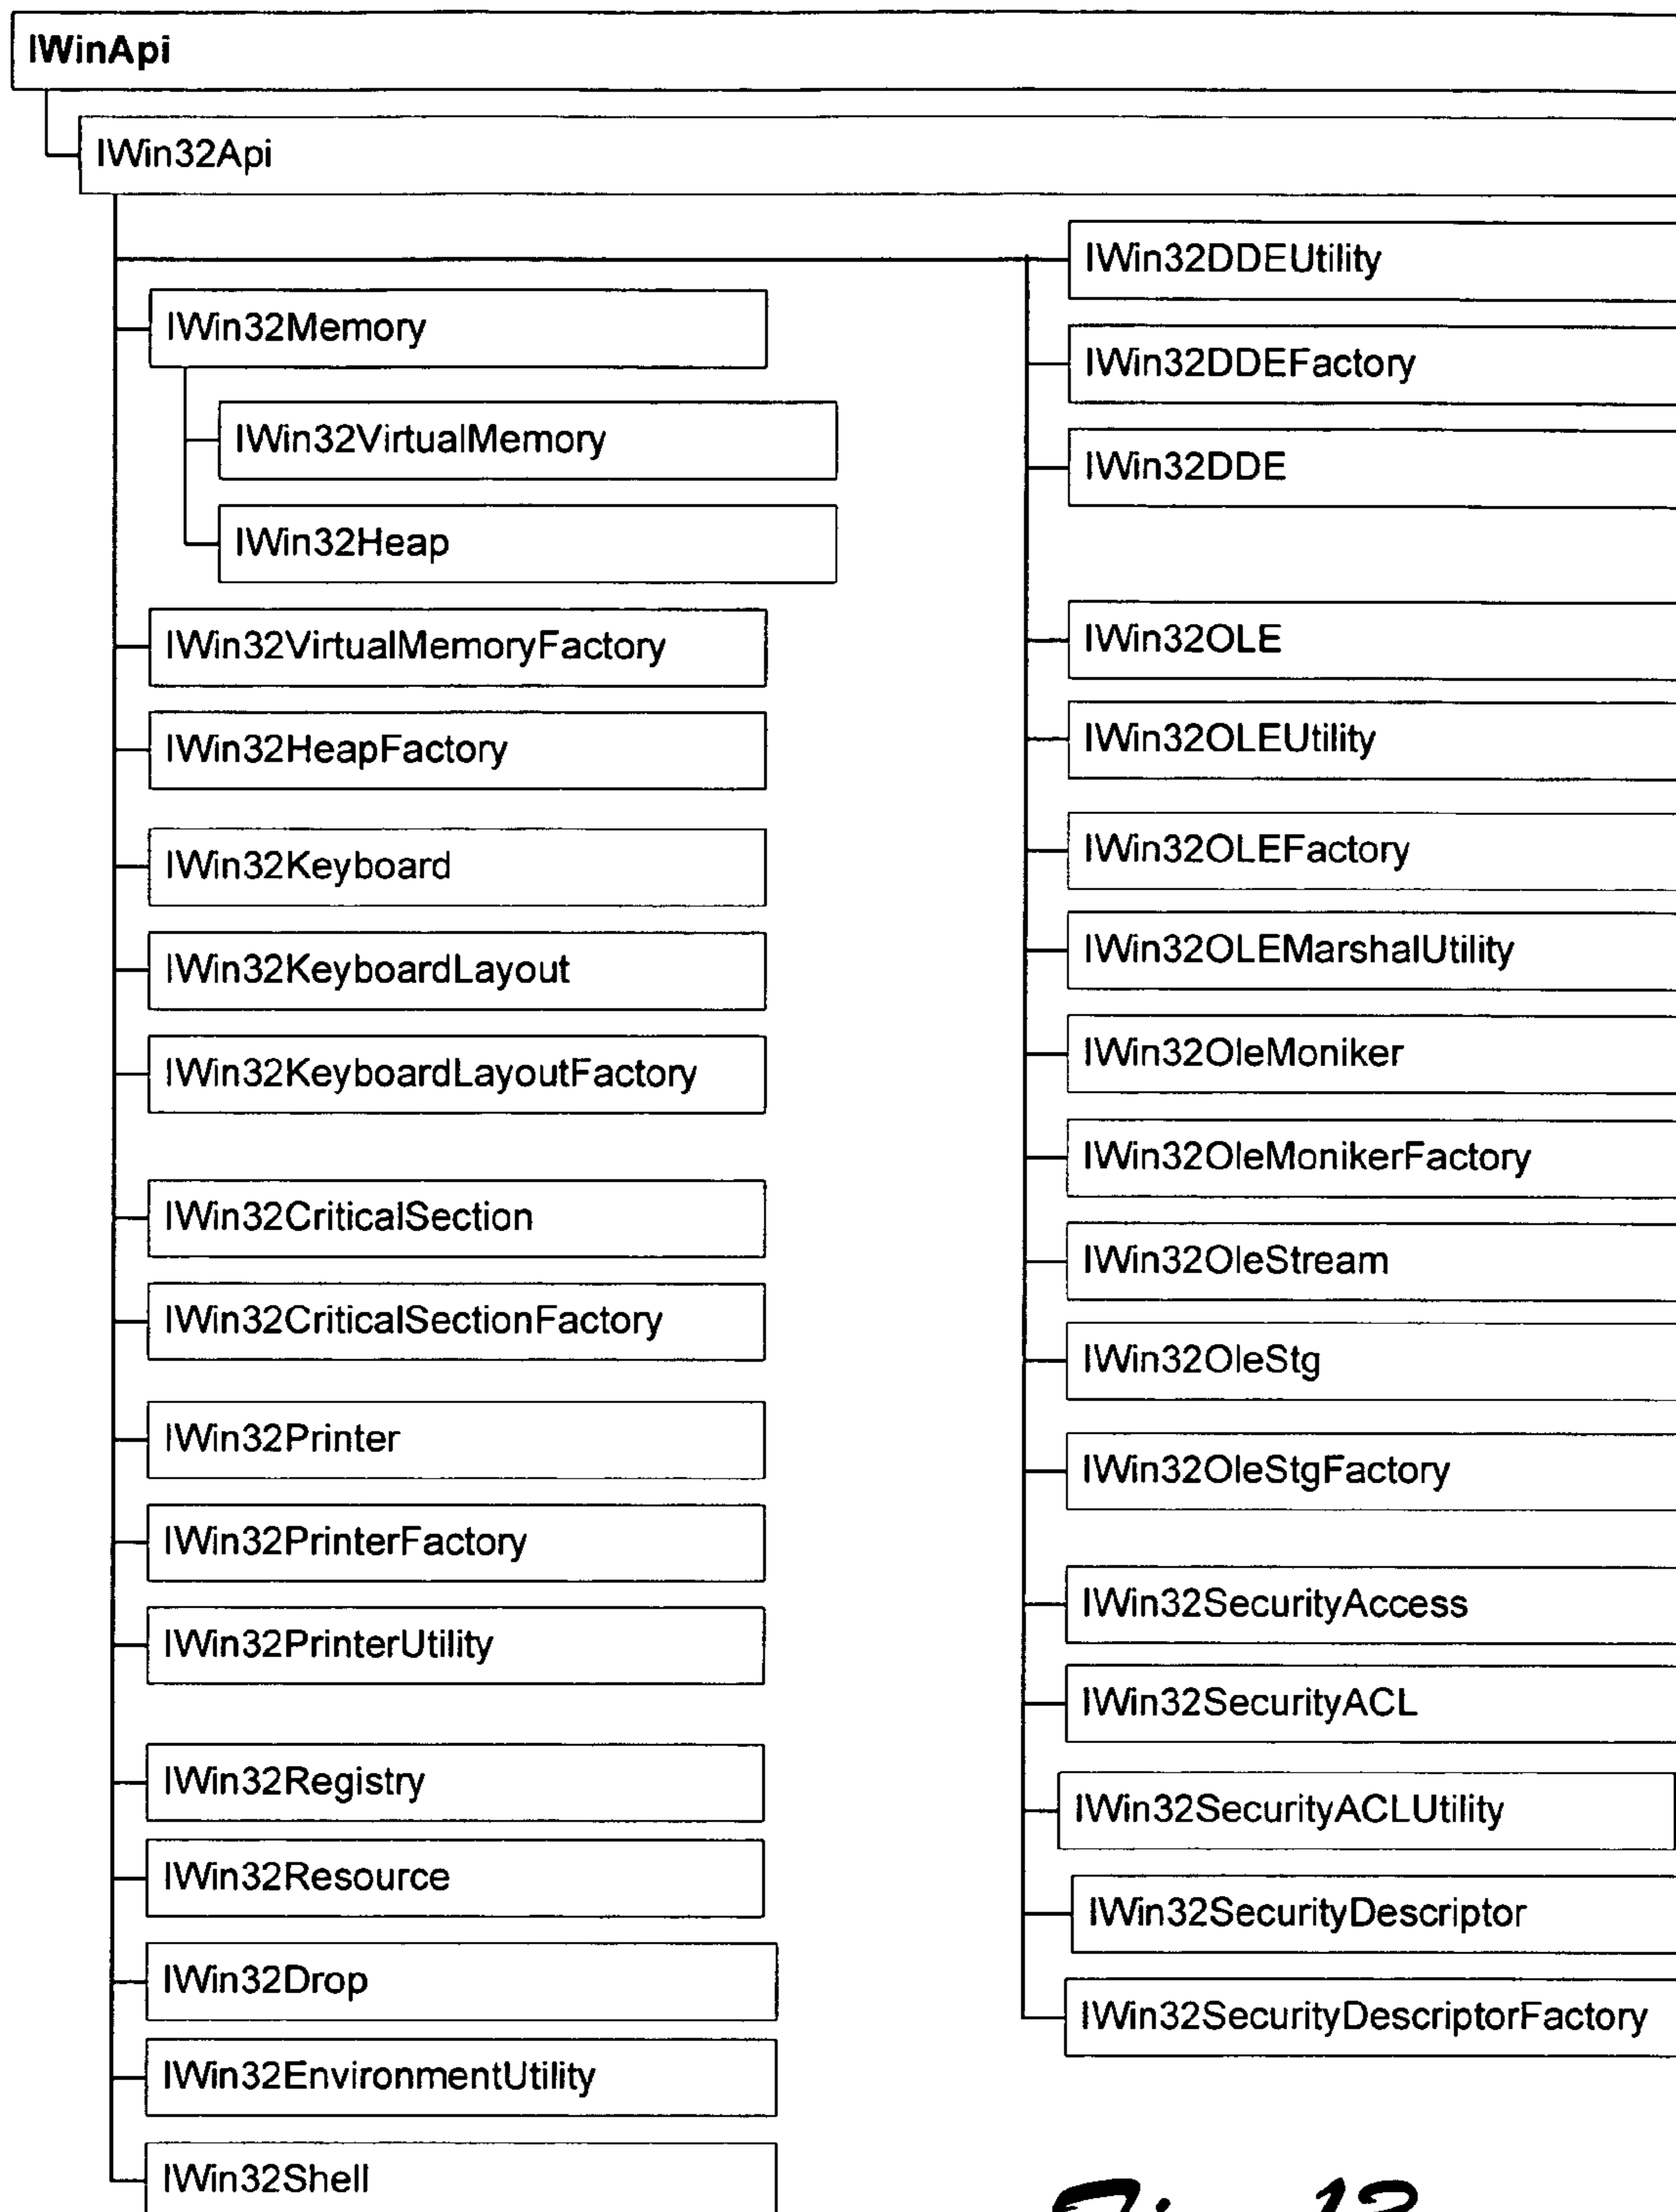 IWinApi
IWin32Api
IWin32Memory
IWin32VirtualMemory
IWin32Heap
IWin32VirtualMemoryFactory
IWin32HeapFactory
IWin32Keyboard
IWin32KeyboardLayout
IWin32KeyboardLayoutFactory
IWin32CriticalSection
IWin32CriticalSectionFactory
IWin32Printer
IWin32PrinterFactory
IWin32PrinterUtility
IWin32Registry
IWin32Resource
IWin32Drop
IWin32EnvironmentUtility
IWin32Shell
IWin32DDEUtility
IWin32DDEFactory
IWin32DDE
IWin32OLE
IWin32OLEUtility
IWin32OLEFactory
IWin32OLEMarshalUtility
IWin32OleMoniker
IWin32OleMonikerFactory
IWin32OleStream
IWin32OleStg
IWin32OleStgFactory
IWin32SecurityAccess
IWin32SecurityACL
IWin32SecurityACLUtility
IWin32SecurityDescriptor
IWin32SecurityDescriptorFactory